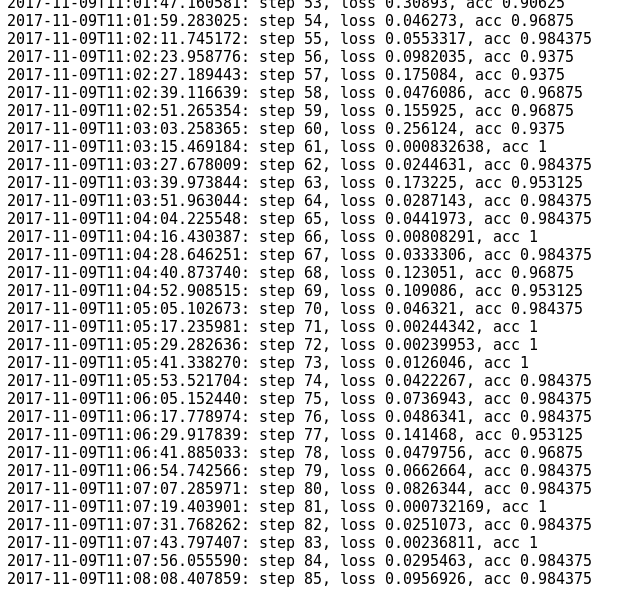 2017-11-09T11:01:47.160581: step 53, loss 0.30893, acc 0.90625
2017-11-09T11:01:59.283025: step 54, loss 0.046273, acc 0.96875
2017-11-09T11:02:11.745172: step 55, loss 0.0553317, acc 0.984375
2017-11-09T11:02:23.958776: step 56, loss 0.0982035, acc 0.9375
2017-11-09T11:02:27.189443: step 57, loss 0.175084, acc 0.9375
2017-11-09T11:02:39.116639: step 58, loss 0.0476086, acc 0.96875
2017-11-09T11:02:51.265354: step 59, loss 0.155925, acc 0.96875
2017-11-09T11:03:03.258365: step 60, loss 0.256124, acc 0.9375
2017-11-09T11:03:15.469184: step 61, loss 0.000832638, acc 1
2017-11-09T11:03:27.678009: step 62, loss 0.0244631, acc 0.984375
2017-11-09T11:03:39.973844: step 63, loss 0.173225, acc 0.953125
2017-11-09T11:03:51.963044: step 64, loss 0.0287143, acc 0.984375
2017-11-09T11:04:04.225548: step 65, loss 0.0441973, acc 0.984375
2017-11-09T11:04:16.430387: step 66, loss 0.00808291, acc 1
2017-11-09T11:04:28.646251: step 67, loss 0.0333306, acc 0.984375
2017-11-09T11:04:40.873740: step 68, loss 0.123051, acc 0.96875
2017-11-09T11:04:52.908515: step 69, loss 0.109086, acc 0.953125
2017-11-09T11:05:05.102673: step 70, loss 0.046321, acc 0.984375
2017-11-09T11:05:17.235981: step 71, loss 0.00244342, acc 1
2017-11-09T11:05:29.282636: step 72, loss 0.00239953, acc 1
2017-11-09T11:05:41.338270: step 73, loss 0.0126046, acc 1
2017-11-09T11:05:53.521704: step 74, loss 0.0422267, acc 0.984375
2017-11-09T11:06:05.152440: step 75, loss 0.0736943, acc 0.984375
2017-11-09T11:06:17.778974: step 76, loss 0.0486341, acc 0.984375
2017-11-09T11:06:29.917839: step 77, loss 0.141468, acc 0.953125
2017-11-09T11:06:41.885033: step 78, loss 0.0479756, acc 0.96875
2017-11-09T11:06:54.742566: step 79, loss 0.0662664, acc 0.984375
2017-11-09T11:07:07.285971: step 80, loss 0.0826344, acc 0.984375
2017-11-09T11:07:19.403901: step 81, loss 0.000732169, acc 1
2017-11-09T11:07:31.768262: step 82, loss 0.0251073, acc 0.984375
2017-11-09T11:07:43.797407: step 83, loss 0.00236811, acc 1
2017-11-09T11:07:56.055590: step 84, loss 0.0295463, acc 0.984375
2017-11-09T11:08:08.407859: step 85, loss 0.0956926, acc 0.984375